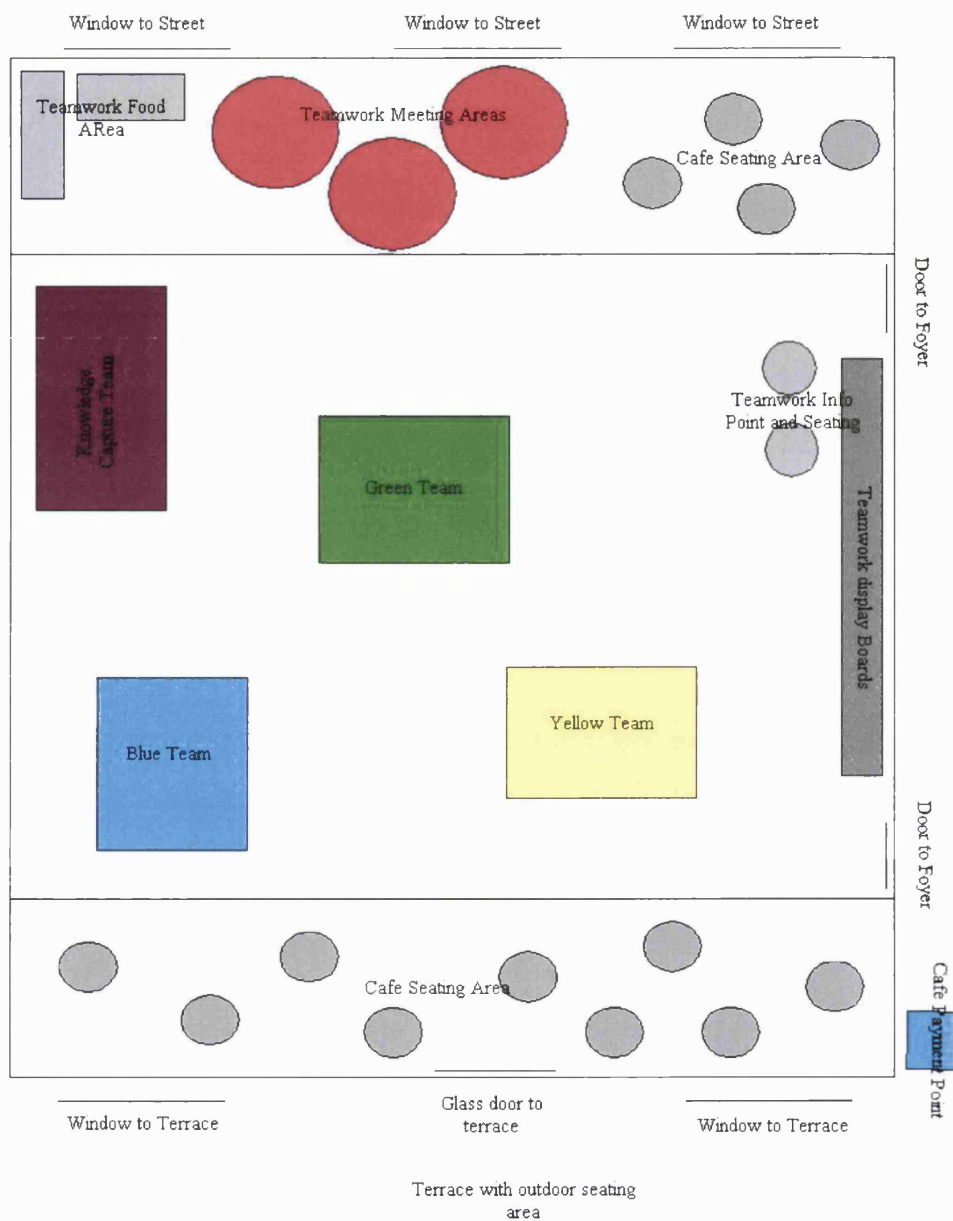 Window to Street
Window to Street
Window to Street
Teamwork Food
ARea
Teamwork Meeting Areas
Cafe Seating Area
Door to Foyer
Knowledge
Capture Team
Teamwork Info
Point and Seating
Green Team
Teamwork display Boards
Blue Team
Yellow Team
Door to Foyer
Cafe Seating Area
Cafe Payment Point
Window to Terrace
Glass door to
terrace
Window to Terrace
Terrace with outdoor seating
area